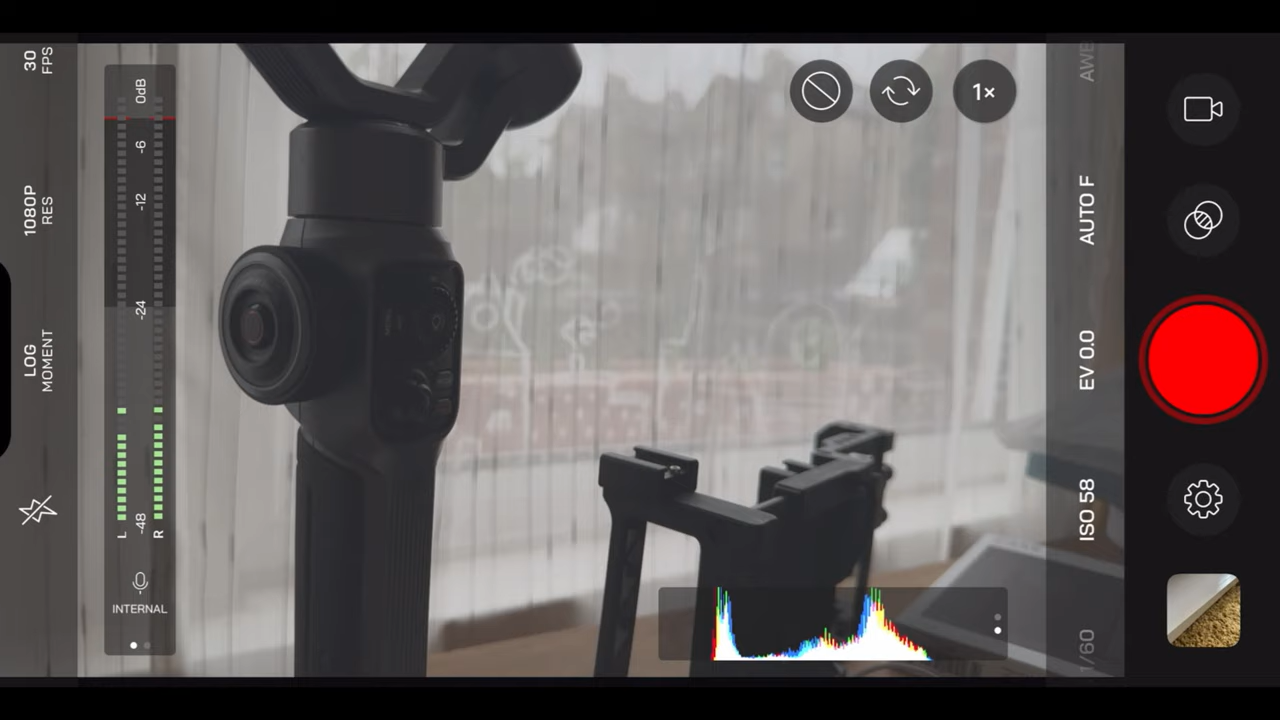 30
FPS
1080P
RES
LOG
MOMENT
0dB
-6
-12
-24
-48
L
R
INTERNAL
1×
AWB
AUTO F
EV 0.0
ISO 58
1/60